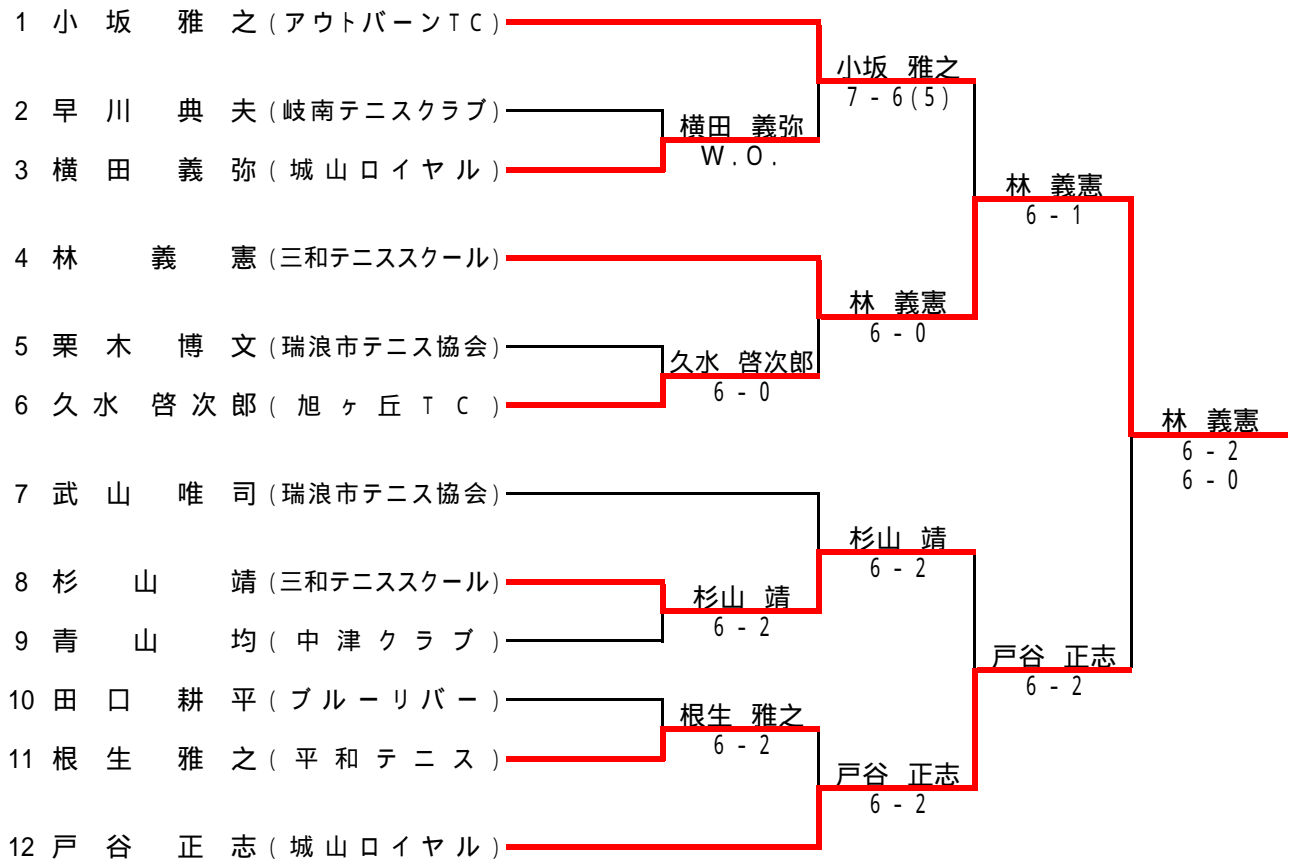 1 小坂 雅之 (アウトバーンTC)
小坂 雅之
7 - 6(5)
2 早川 典夫 (岐南テニスクラブ)
横田 義弥
W.O.
3 横田 義弥 (城山ロイヤル)
林 義憲
6 - 1
4 林 義憲 (三和テニススクール)
林 義憲
6 - 0
5 栗木 博文 (瑞浪市テニス協会)
久水 啓次郎
6 - 0
6 久水 啓次郎 (旭ヶ丘TC)
林 義憲
6 - 2
6 - 0
7 武山 唯司 (瑞浪市テニス協会)
杉山 靖
6 - 2
8 杉山 靖 (三和テニススクール)
杉山 靖
6 - 2
9 青山 均 (中津クラブ)
戸谷 正志
6 - 2
10 田口 耕平 (ブルーリバー)
根生 雅之
6 - 2
11 根生 雅之 (平和テニス)
戸谷 正志
6 - 2
12 戸谷 正志 (城山ロイヤル)